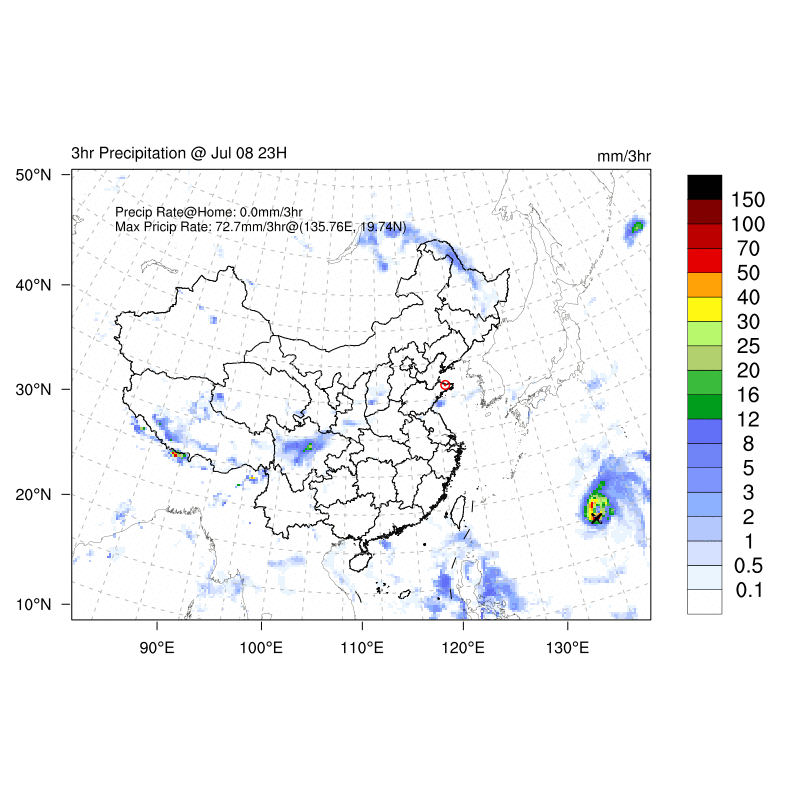 3hr Precipitation @ Jul 08 23H
mm/3hr
Precip Rate@Home: 0.0mm/3hr
Max Pricip Rate: 72.7mm/3hr@(135.76E, 19.74N)
50°N
40°N
30°N
20°N
10°N
90°E
100°E
110°E
120°E
130°E
150
100
70
50
40
30
25
20
16
12
8
5
3
2
1
0.5
0.1